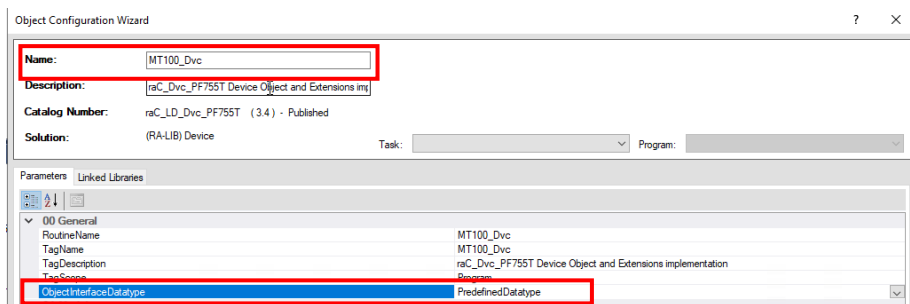 Object Configuration Wizard ? ×
Name: MT100_Dvc
Description: raC_Dvc_PF755T Device Object and Extensions imp
Catalog Number: raC_LD_Dvc_PF755T (3.4) - Published
Solution: (RA-LIB) Device Task: Program:
Parameters Linked Libraries
00 General
RoutineName MT100_Dvc
TagName MT100_Dvc
TagDescription raC_Dvc_PF755T Device Object and Extensions implementation
TagScope Program
ObjectInterfaceDatatype PredefinedDatatype